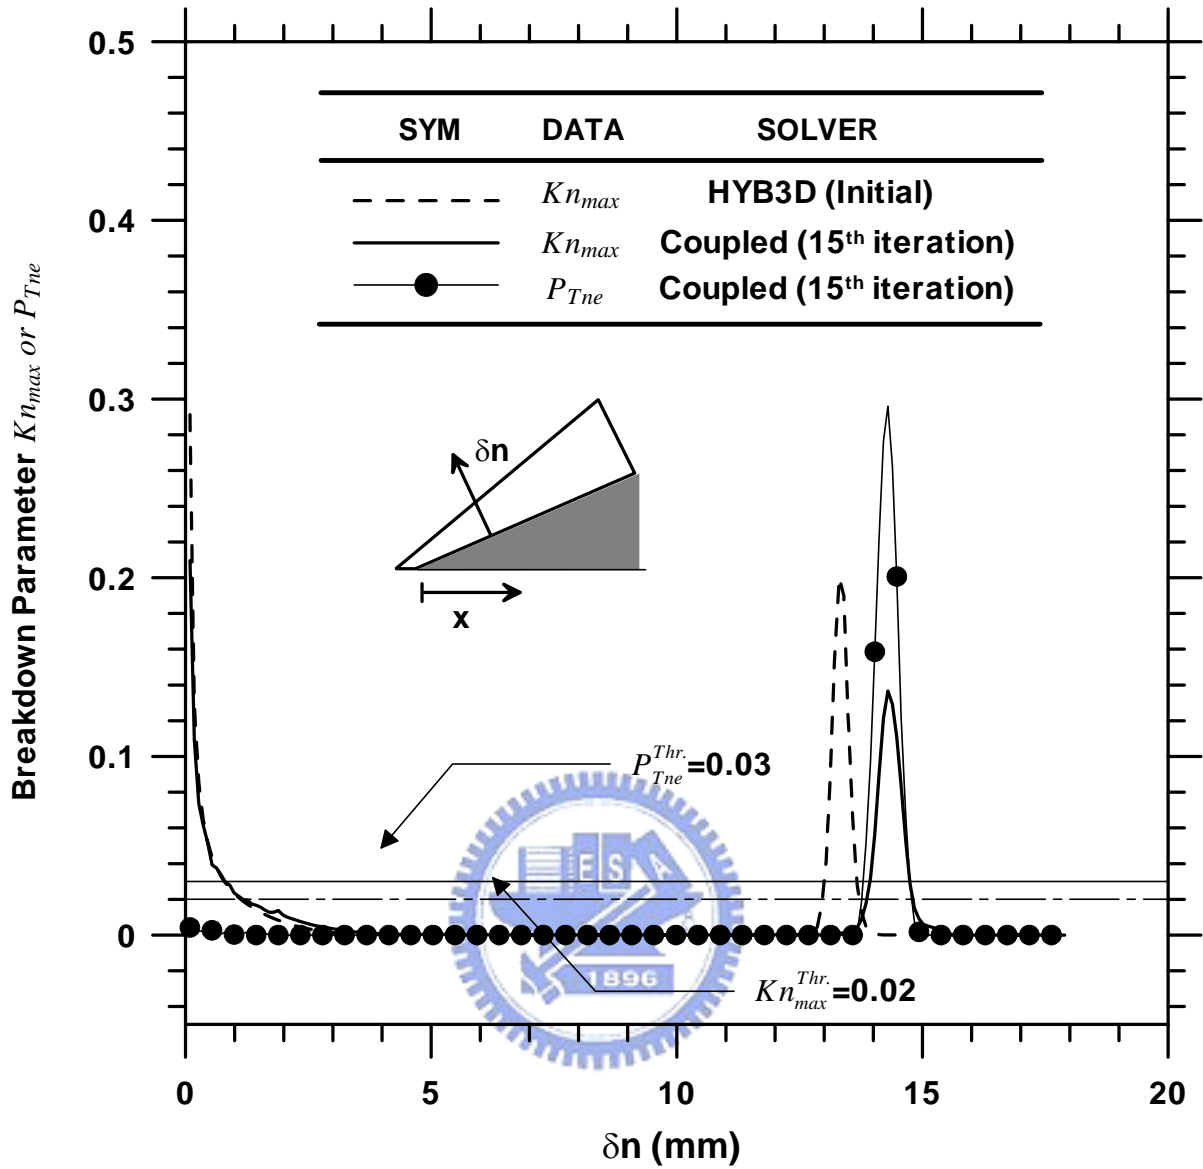 0.5
0.4
0.3
0.2
0.1
0
Breakdown Parameter Kn_max or P_Tne
SYM DATA SOLVER
Kn_max HYB3D (Initial)
Kn_max Coupled (15th iteration)
P_Tne Coupled (15th iteration)
δn
x
P_Tne^Thr.=0.03
E S A
1896
Kn_max^Thr.=0.02
0 5 10 15 20
δn (mm)